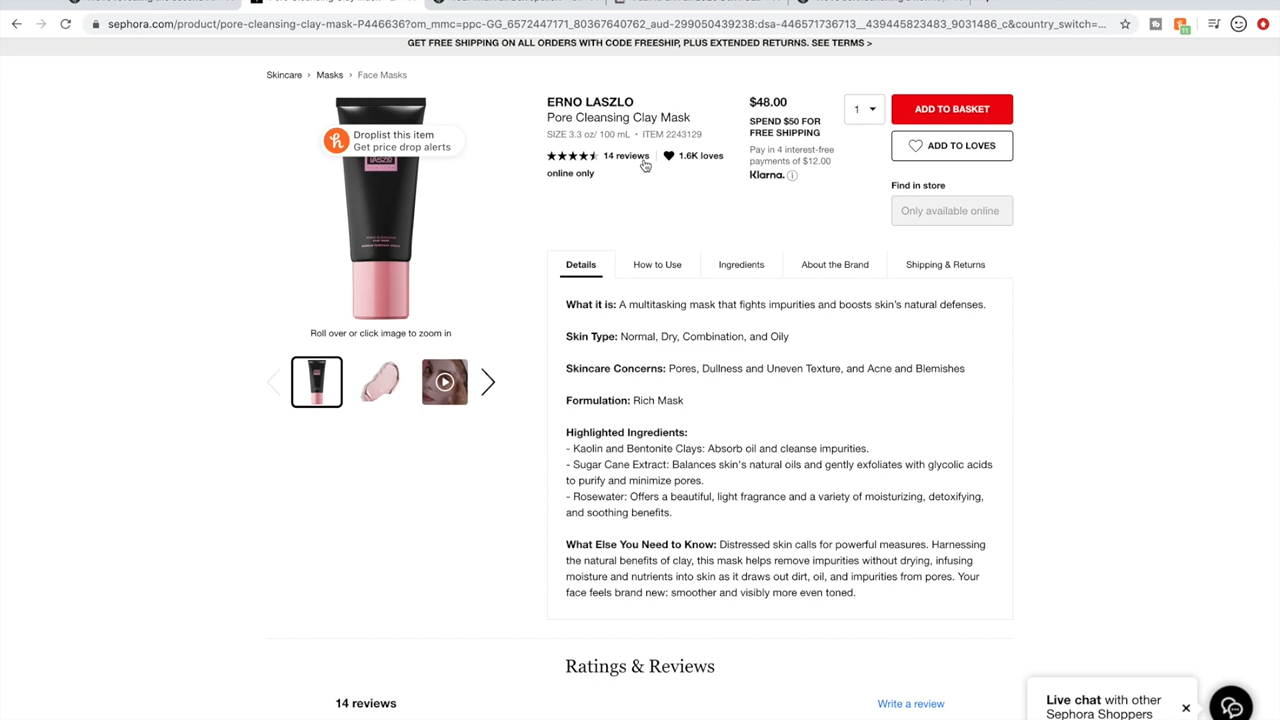 sephora.com/product/pore-cleansing-clay-mask-P446636?om_mmc=ppc-GG_6572447171_80367640762_aud-299050439238:dsa-446571736713__439445823483_9031486_c&country_switch=...
11
GET FREE SHIPPING ON ALL ORDERS WITH CODE FREESHIP, PLUS EXTENDED RETURNS. SEE TERMS >
Skincare > Masks > Face Masks
h
Droplist this item
Get price drop alerts
LASZLO
Roll over or click image to zoom in
ERNO LASZLO
Pore Cleansing Clay Mask
SIZE 3.3 oz/ 100 mL • ITEM 2243129
14 reviews
1.6K loves
online only
$48.00
SPEND $50 FOR
FREE SHIPPING
Pay in 4 interest-free
payments of $12.00
Klarna.
1
ADD TO BASKET
ADD TO LOVES
Find in store
Only available online
Details How to Use Ingredients About the Brand Shipping & Returns
What it is: A multitasking mask that fights impurities and boosts skin's natural defenses.
Skin Type: Normal, Dry, Combination, and Oily
Skincare Concerns: Pores, Dullness and Uneven Texture, and Acne and Blemishes
Formulation: Rich Mask
Highlighted Ingredients:
- Kaolin and Bentonite Clays: Absorb oil and cleanse impurities.
- Sugar Cane Extract: Balances skin's natural oils and gently exfoliates with glycolic acids
to purify and minimize pores.
- Rosewater: Offers a beautiful, light fragrance and a variety of moisturizing, detoxifying,
and soothing benefits.
What Else You Need to Know: Distressed skin calls for powerful measures. Harnessing
the natural benefits of clay, this mask helps remove impurities without drying, infusing
moisture and nutrients into skin as it draws out dirt, oil, and impurities from pores. Your
face feels brand new: smoother and visibly more even toned.
Ratings & Reviews
14 reviews
Write a review
Live chat with other
Sephora Shoppers